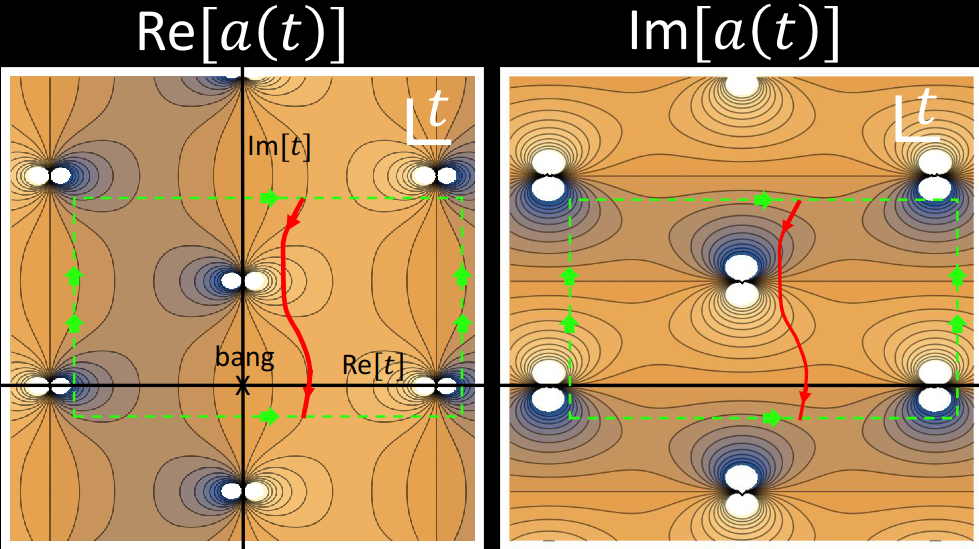 Re[a(t)]
Im[a(t)]
t
t
Im[t]
bang
Re[t]